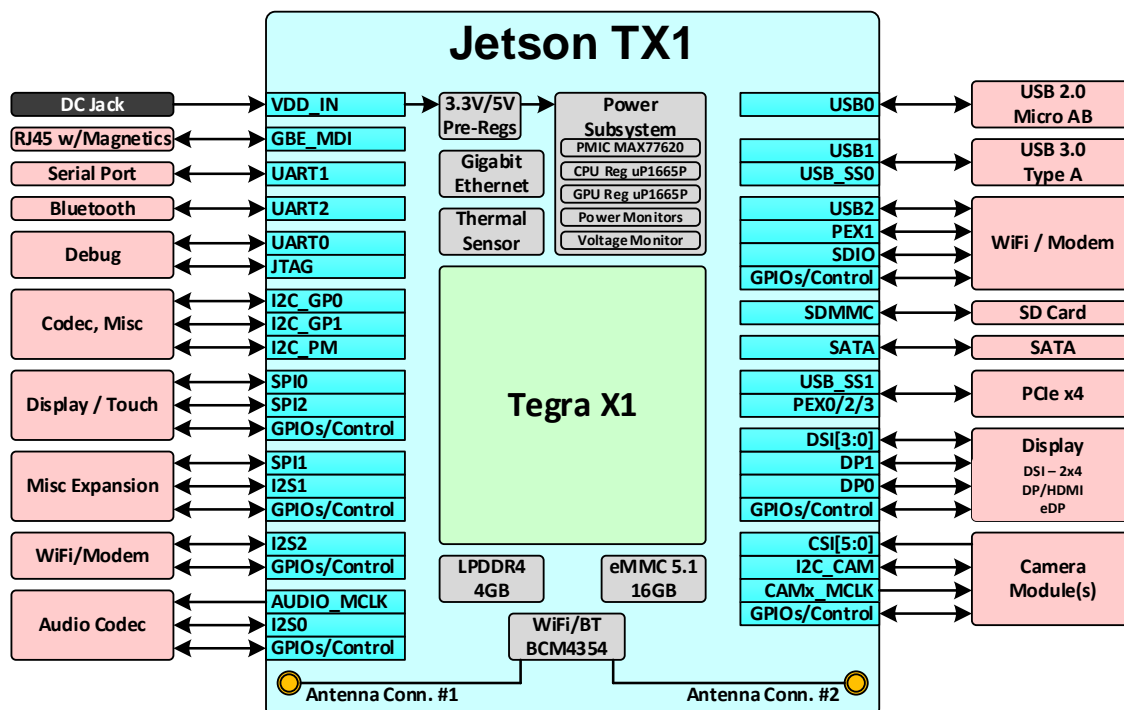 Jetson TX1
DC Jack
RJ45 w/Magnetics
Serial Port
Bluetooth
Debug
Codec, Misc
Display / Touch
Misc Expansion
WiFi/Modem
Audio Codec
VDD_IN
GBE_MDI
UART1
UART2
UART0
JTAG
I2C_GP0
I2C_GP1
I2C_PM
SPI0
SPI2
GPIOs/Control
SPI1
I2S1
GPIOs/Control
I2S2
GPIOs/Control
AUDIO_MCLK
I2S0
GPIOs/Control
3.3V/5V
Pre-Regs
Gigabit
Ethernet
Thermal
Sensor
Power
Subsystem
PMIC MAX77620
CPU Reg uP1665P
GPU Reg uP1665P
Power Monitors
Voltage Monitor
Tegra X1
LPDDR4
4GB
eMMC 5.1
16GB
WiFi/BT
BCM4354
Antenna Conn. #1
Antenna Conn. #2
USB0
USB1
USB_SS0
USB2
PEX1
SDIO
GPIOs/Control
SDMMC
SATA
USB_SS1
PEX0/2/3
DSI[3:0]
DP1
DP0
GPIOs/Control
CSI[5:0]
I2C_CAM
CAMx_MCLK
GPIOs/Control
USB 2.0
Micro AB
USB 3.0
Type A
WiFi / Modem
SD Card
SATA
PCIe x4
Display
DSI – 2x4
DP/HDMI
eDP
Camera
Module(s)